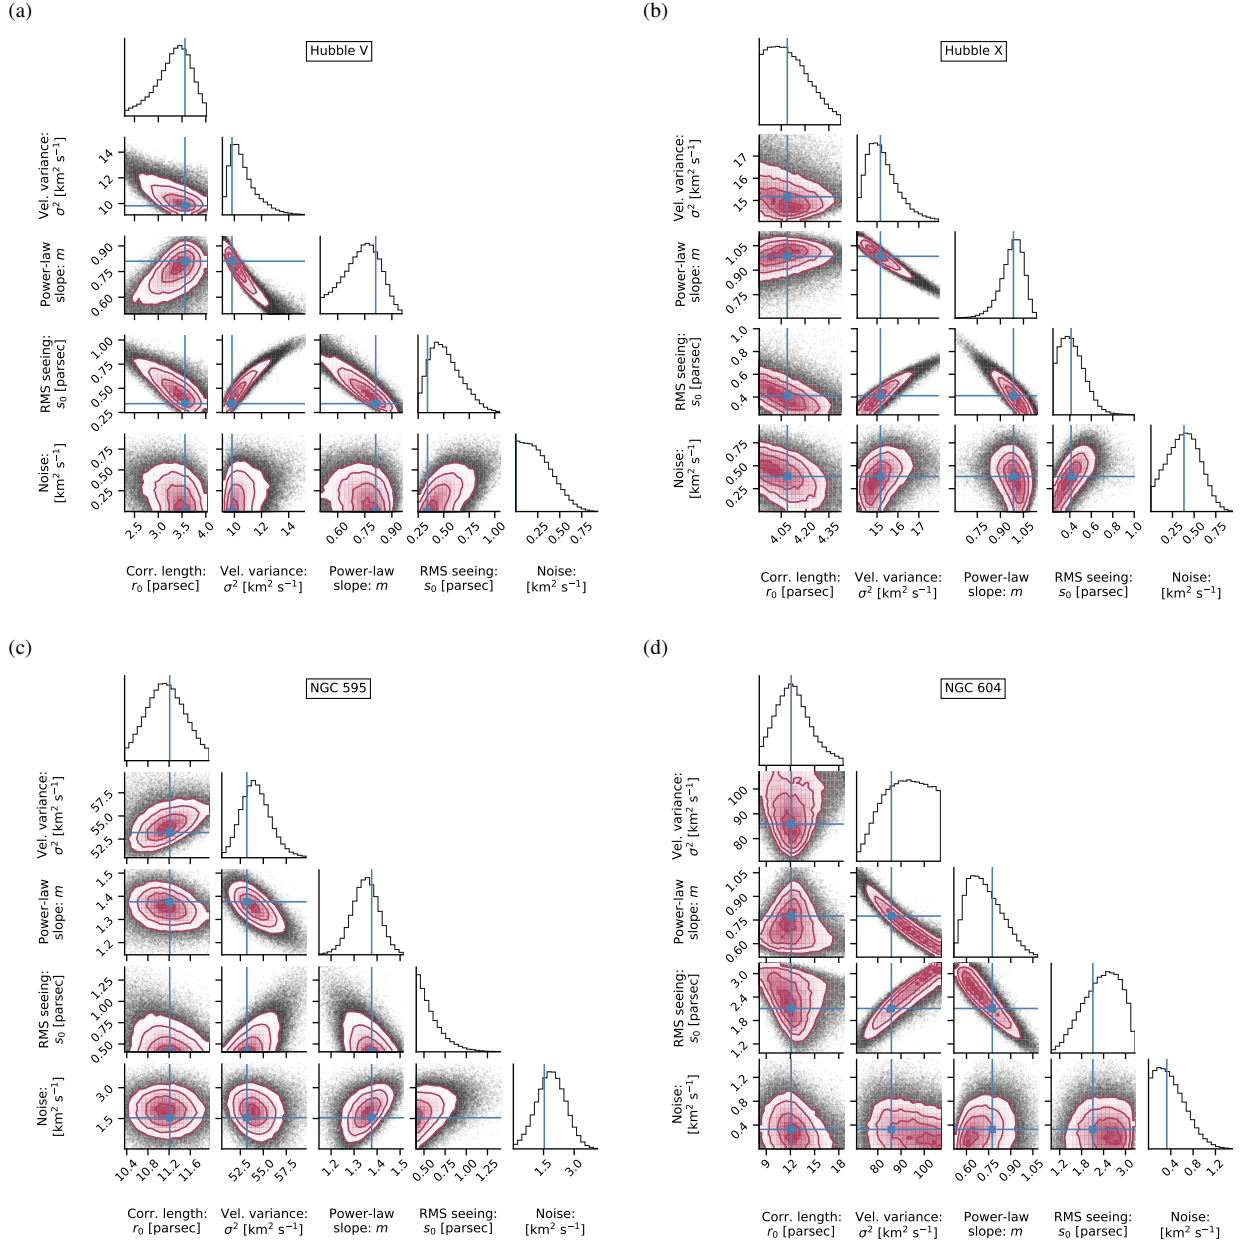 (a)
Hubble V
Vel. variance:
σ² [km² s⁻¹]
14
12
10
Power-law
slope: m
0.90
0.75
0.60
RMS seeing:
s₀ [parsec]
1.00
0.75
0.50
0.25
Noise:
[km² s⁻¹]
0.75
0.50
0.25
2.5 3.0 3.5 4.0
10 12 14
0.60 0.75 0.90
0.25 0.50 0.75 1.00
0.25 0.50 0.75
Corr. length:
r₀ [parsec]
Vel. variance:
σ² [km² s⁻¹]
Power-law
slope: m
RMS seeing:
s₀ [parsec]
Noise:
[km² s⁻¹]
(b)
Hubble X
Vel. variance:
σ² [km² s⁻¹]
17
16
15
Power-law
slope: m
1.05
0.90
0.75
RMS seeing:
s₀ [parsec]
1.0
0.8
0.6
0.4
Noise:
[km² s⁻¹]
0.75
0.50
0.25
4.05 4.20 4.35
15 16 17
0.75 0.90 1.05
0.4 0.6 0.8 1.0
0.25 0.50 0.75
Corr. length:
r₀ [parsec]
Vel. variance:
σ² [km² s⁻¹]
Power-law
slope: m
RMS seeing:
s₀ [parsec]
Noise:
[km² s⁻¹]
(c)
NGC 595
Vel. variance:
σ² [km² s⁻¹]
57.5
55.0
52.5
Power-law
slope: m
1.5
1.4
1.3
1.2
RMS seeing:
s₀ [parsec]
1.25
1.00
0.75
0.50
Noise:
[km² s⁻¹]
3.0
1.5
10.4 10.8 11.2 11.6
52.5 55.0 57.5
1.2 1.3 1.4 1.5
0.50 0.75 1.00 1.25
1.5 3.0
Corr. length:
r₀ [parsec]
Vel. variance:
σ² [km² s⁻¹]
Power-law
slope: m
RMS seeing:
s₀ [parsec]
Noise:
[km² s⁻¹]
(d)
NGC 604
Vel. variance:
σ² [km² s⁻¹]
100
90
80
Power-law
slope: m
1.05
0.90
0.75
0.60
RMS seeing:
s₀ [parsec]
3.0
2.4
1.8
1.2
Noise:
[km² s⁻¹]
1.2
0.8
0.4
9 12 15 18
80 90 100
0.60 0.75 0.90 1.05
1.2 1.8 2.4 3.0
0.4 0.8 1.2
Corr. length:
r₀ [parsec]
Vel. variance:
σ² [km² s⁻¹]
Power-law
slope: m
RMS seeing:
s₀ [parsec]
Noise:
[km² s⁻¹]